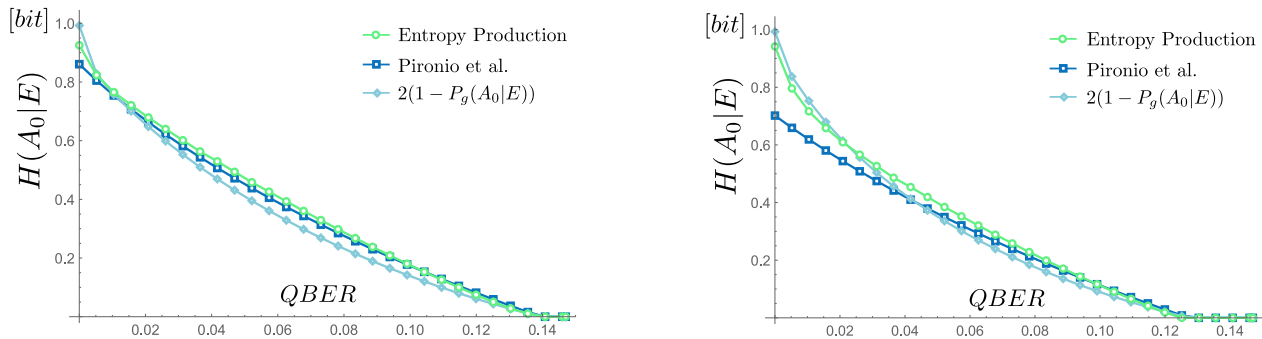 [bit]
H(A₀|E)
1.0
0.8
0.6
0.4
0.2
Entropy Production
Pironio et al.
2(1 − P_g(A₀|E))
QBER
0.02 0.04 0.06 0.08 0.10 0.12 0.14
[bit]
H(A₀|E)
1.0
0.8
0.6
0.4
0.2
Entropy Production
Pironio et al.
2(1 − P_g(A₀|E))
QBER
0.02 0.04 0.06 0.08 0.10 0.12 0.14